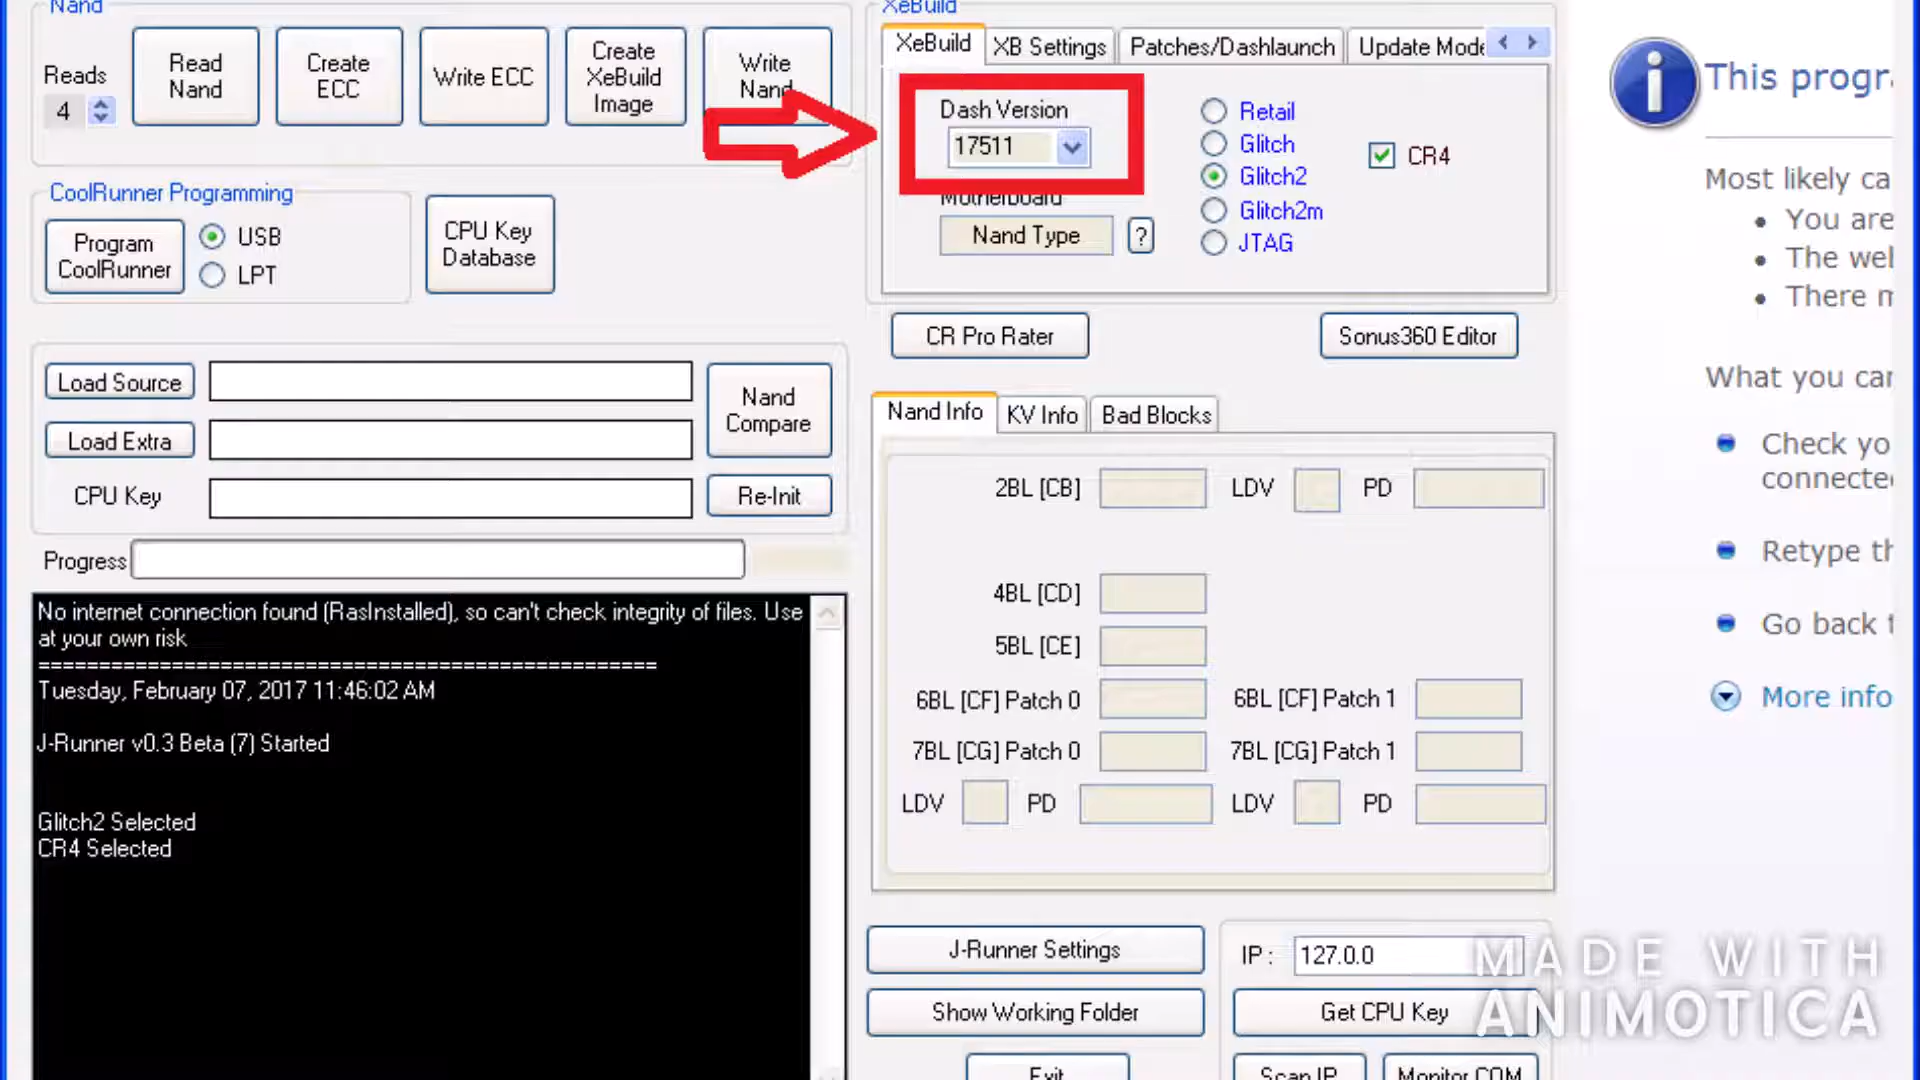 Nand
Reads
4
Read
Nand
Create
ECC
Write ECC
Create
XeBuild
Image
Write
Nand
CoolRunner Programming
Program
CoolRunner
USB
LPT
CPU Key
Database
Load Source
Load Extra
CPU Key
Nand
Compare
Re-Init
Progress
No internet connection found (RasInstalled), so can't check integrity of files. Use
at your own risk
===================================================
Tuesday, February 07, 2017 11:46:02 AM
J-Runner v0.3 Beta (7) Started
Glitch2 Selected
CR4 Selected
XeBuild
XeBuild
XB Settings
Patches/Dashlaunch
Update Mode
Dash Version
17511
Motherboard
Nand Type
?
Retail
Glitch
Glitch2
Glitch2m
JTAG
CR4
CR Pro Rater
Sonus360 Editor
Nand Info
KV Info
Bad Blocks
2BL [CB]
LDV
PD
4BL [CD]
5BL [CE]
6BL [CF] Patch 0
6BL [CF] Patch 1
7BL [CG] Patch 0
7BL [CG] Patch 1
LDV
PD
LDV
PD
J-Runner Settings
Show Working Folder
Exit
IP :
127.0.0
Get CPU Key
Scan IP
Monitor COM
This progr
Most likely ca
You are
The wel
There m
What you car
Check yo
connecte
Retype th
Go back t
More info
MADE WITH
ANIMOTICA